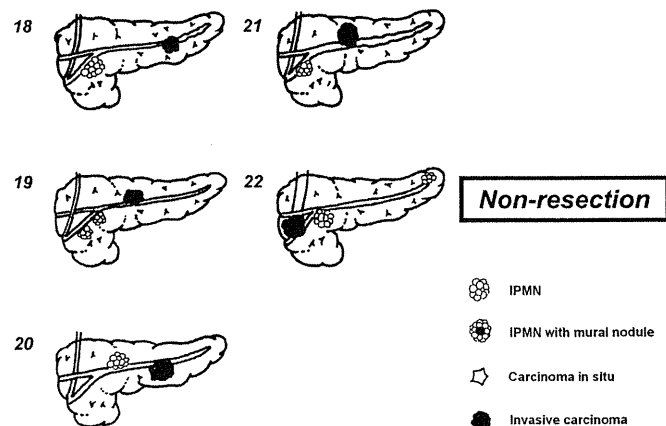 18
21
19
22
Non-resection
IPMN
IPMN with mural nodule
20
Carcinoma in situ
Invasive carcinoma